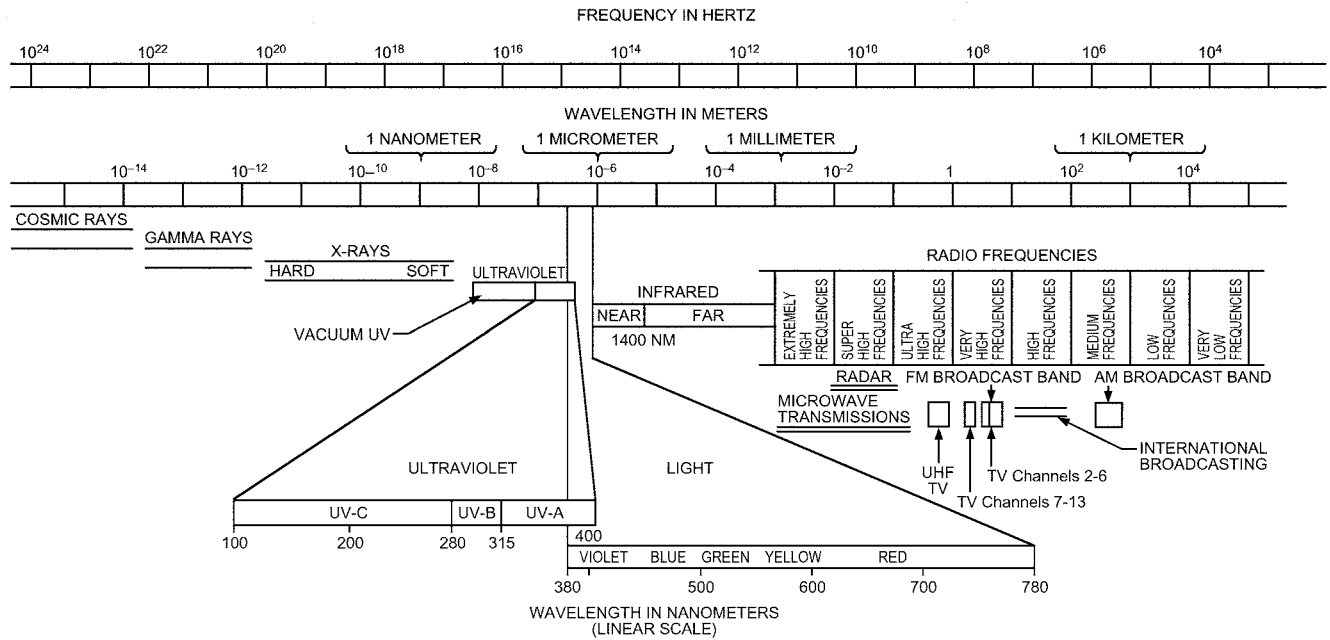 FREQUENCY IN HERTZ
10²⁴ 10²² 10²⁰ 10¹⁸ 10¹⁶ 10¹⁴ 10¹² 10¹⁰ 10⁸ 10⁶ 10⁴
WAVELENGTH IN METERS
1 NANOMETER 1 MICROMETER 1 MILLIMETER 1 KILOMETER
10⁻¹⁴ 10⁻¹² 10⁻¹⁰ 10⁻⁸ 10⁻⁶ 10⁻⁴ 10⁻² 1 10² 10⁴
COSMIC RAYS
GAMMA RAYS
X-RAYS
HARD SOFT
ULTRAVIOLET
VACUUM UV
INFRARED
NEAR FAR
1400 NM
RADIO FREQUENCIES
EXTREMELY
HIGH
FREQUENCIES
SUPER
HIGH
FREQUENCIES
ULTRA
HIGH
FREQUENCIES
VERY
HIGH
FREQUENCIES
HIGH
FREQUENCIES
MEDIUM
FREQUENCIES
LOW
FREQUENCIES
VERY
LOW
FREQUENCIES
RADAR FM BROADCAST BAND AM BROADCAST BAND
MICROWAVE
TRANSMISSIONS
INTERNATIONAL
BROADCASTING
UHF
TV
TV Channels 2-6
TV Channels 7-13
ULTRAVIOLET LIGHT
UV-C UV-B UV-A
100 200 280 315 400
VIOLET BLUE GREEN YELLOW RED
380 500 600 700 780
WAVELENGTH IN NANOMETERS
(LINEAR SCALE)